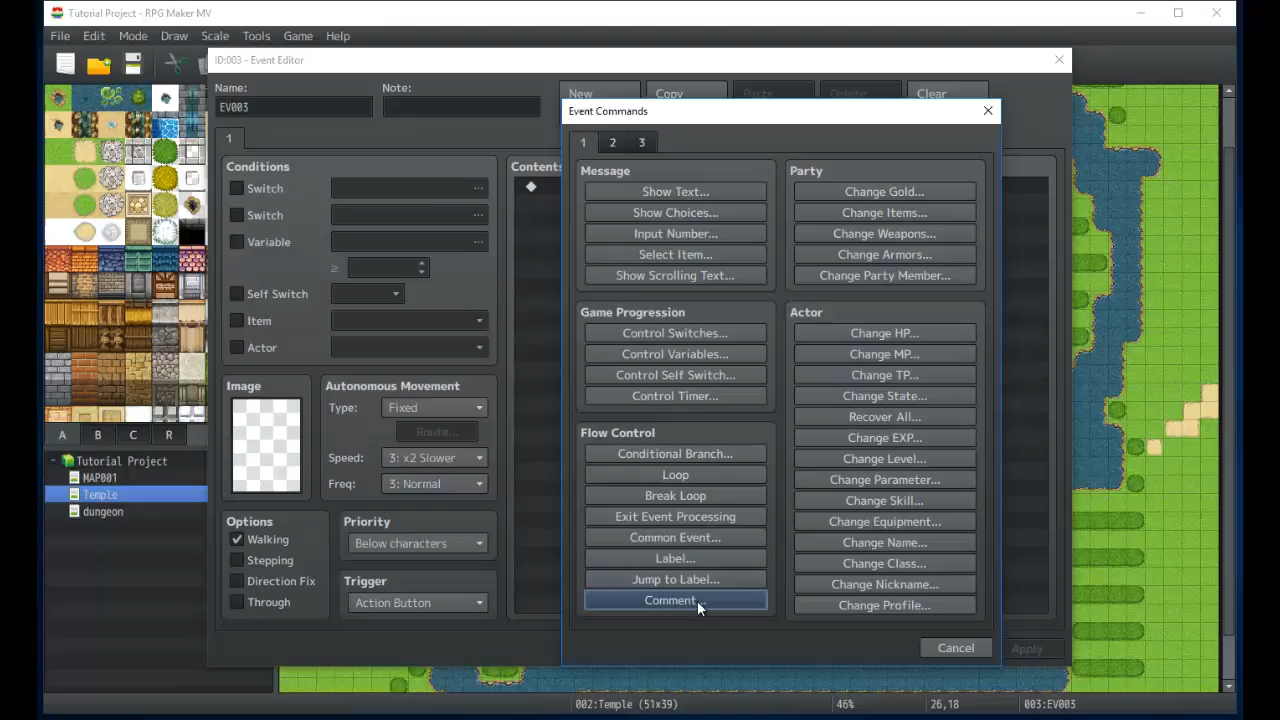 Tutorial Project - RPG Maker MV
File Edit Mode Draw Scale Tools Game Help
ID:003 - Event Editor
Name:
Note:
EV003
New
Copy
Paste
Delete
Clear
1
Conditions
Switch
...
Switch
...
Variable
...
≥
Self Switch
Item
Actor
Image
Autonomous Movement
Type:
Fixed
Route...
Speed:
3: x2 Slower
Freq:
3: Normal
Options
Walking
Stepping
Direction Fix
Through
Priority
Below characters
Trigger
Action Button
Contents
Event Commands
1 2 3
Message
Show Text...
Show Choices...
Input Number...
Select Item...
Show Scrolling Text...
Game Progression
Control Switches...
Control Variables...
Control Self Switch...
Control Timer...
Flow Control
Conditional Branch...
Loop
Break Loop
Exit Event Processing
Common Event...
Label...
Jump to Label...
Comment...
Party
Change Gold...
Change Items...
Change Weapons...
Change Armors...
Change Party Member...
Actor
Change HP...
Change MP...
Change TP...
Change State...
Recover All...
Change EXP...
Change Level...
Change Parameter...
Change Skill...
Change Equipment...
Change Name...
Change Class...
Change Nickname...
Change Profile...
Cancel
Apply
A B C R
Tutorial Project
MAP001
Temple
dungeon
002:Temple (51x39)
46%
26,18
003:EV003